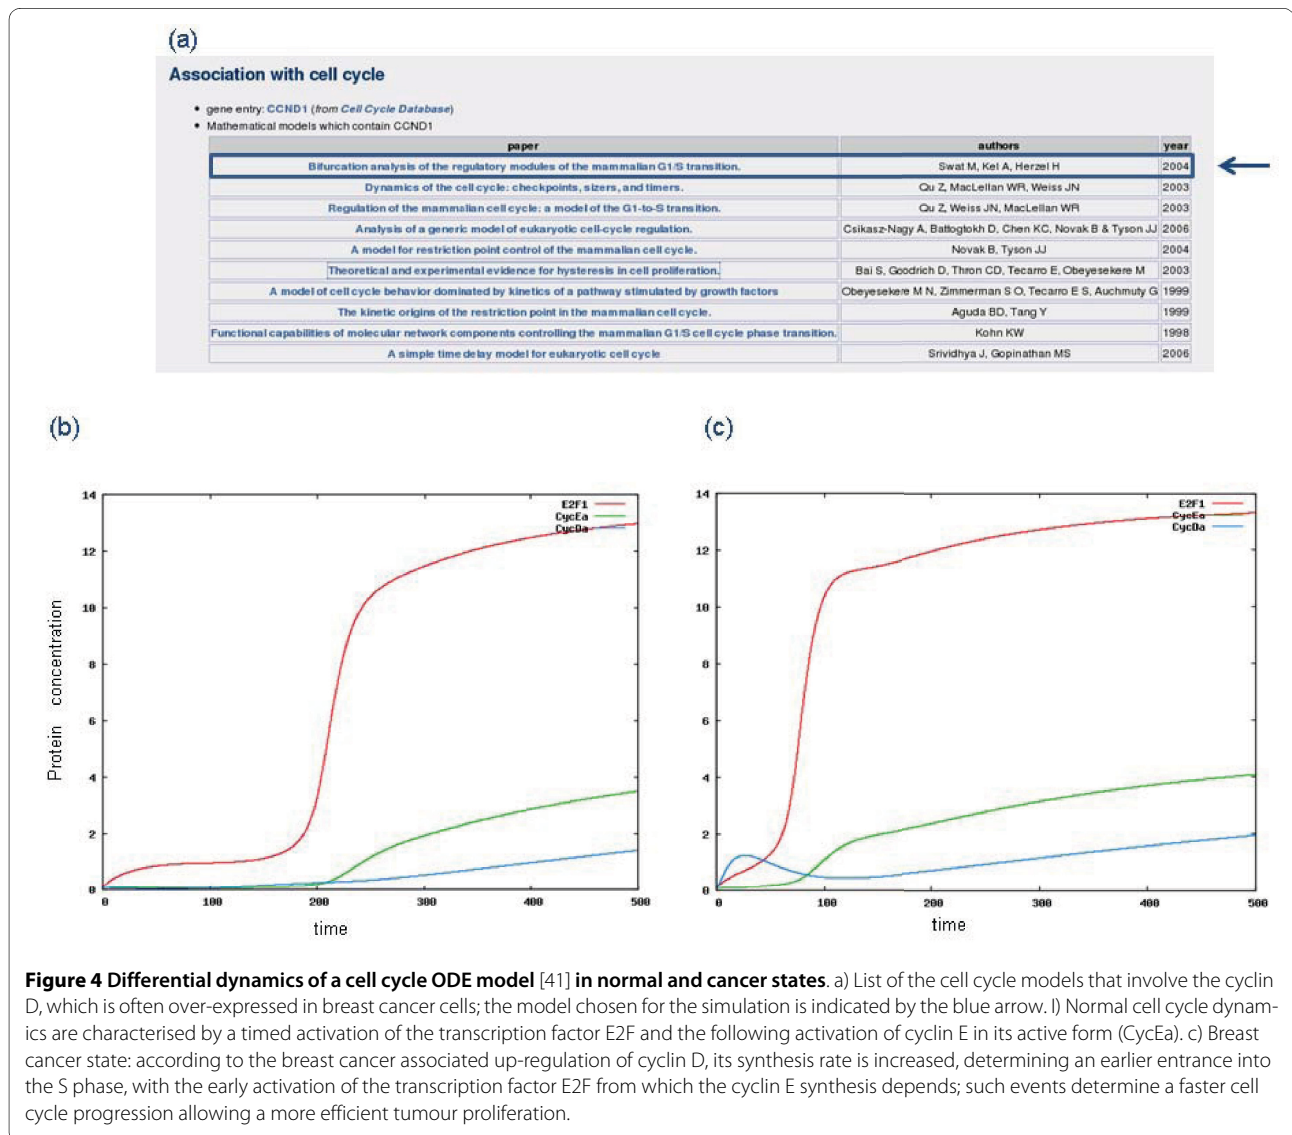 (a)
Association with cell cycle
• gene entry: CCND1 (from Cell Cycle Database)
• Mathematical models which contain CCND1
paper authors year
Bifurcation analysis of the regulatory modules of the mammalian G1/S transition. Swat M, Kel A, Herzel H 2004
Dynamics of the cell cycle: checkpoints, sizers, and timers. Qu Z, MacLellan WR, Weiss JN 2003
Regulation of the mammalian cell cycle: a model of the G1-to-S transition. Qu Z, Weiss JN, MacLellan WR 2003
Analysis of a generic model of eukaryotic cell-cycle regulation. Csikasz-Nagy A, Battogtokh D, Chen KC, Novak B & Tyson JJ 2006
A model for restriction point control of the mammalian cell cycle. Novak B, Tyson JJ 2004
Theoretical and experimental evidence for hysteresis in cell proliferation. Bai S, Goodrich D, Thron CD, Tecarro E, Obeyesekere M 2003
A model of cell cycle behavior dominated by kinetics of a pathway stimulated by growth factors Obeyesekere M N, Zimmerman S O, Tecarro E S, Auchmuty G 1999
The kinetic origins of the restriction point in the mammalian cell cycle. Aguda BD, Tang Y 1999
Functional capabilities of molecular network components controlling the mammalian G1/S cell cycle phase transition. Kohn KW 1998
A simple time delay model for eukaryotic cell cycle Srividhya J, Gopinathan MS 2006
(b)
14
12
10
8
6
4
2
0
0 100 200 300 400 500
E2F1
CycEa
CycDa
Protein concentration
time
(c)
14
12
10
8
6
4
2
0
0 100 200 300 400 500
E2F1
CycEa
CycDa
time
Figure 4 Differential dynamics of a cell cycle ODE model [41] in normal and cancer states. a) List of the cell cycle models that involve the cyclin
D, which is often over-expressed in breast cancer cells; the model chosen for the simulation is indicated by the blue arrow. I) Normal cell cycle dynam-
ics are characterised by a timed activation of the transcription factor E2F and the following activation of cyclin E in its active form (CycEa). c) Breast
cancer state: according to the breast cancer associated up-regulation of cyclin D, its synthesis rate is increased, determining an earlier entrance into
the S phase, with the early activation of the transcription factor E2F from which the cyclin E synthesis depends; such events determine a faster cell
cycle progression allowing a more efficient tumour proliferation.